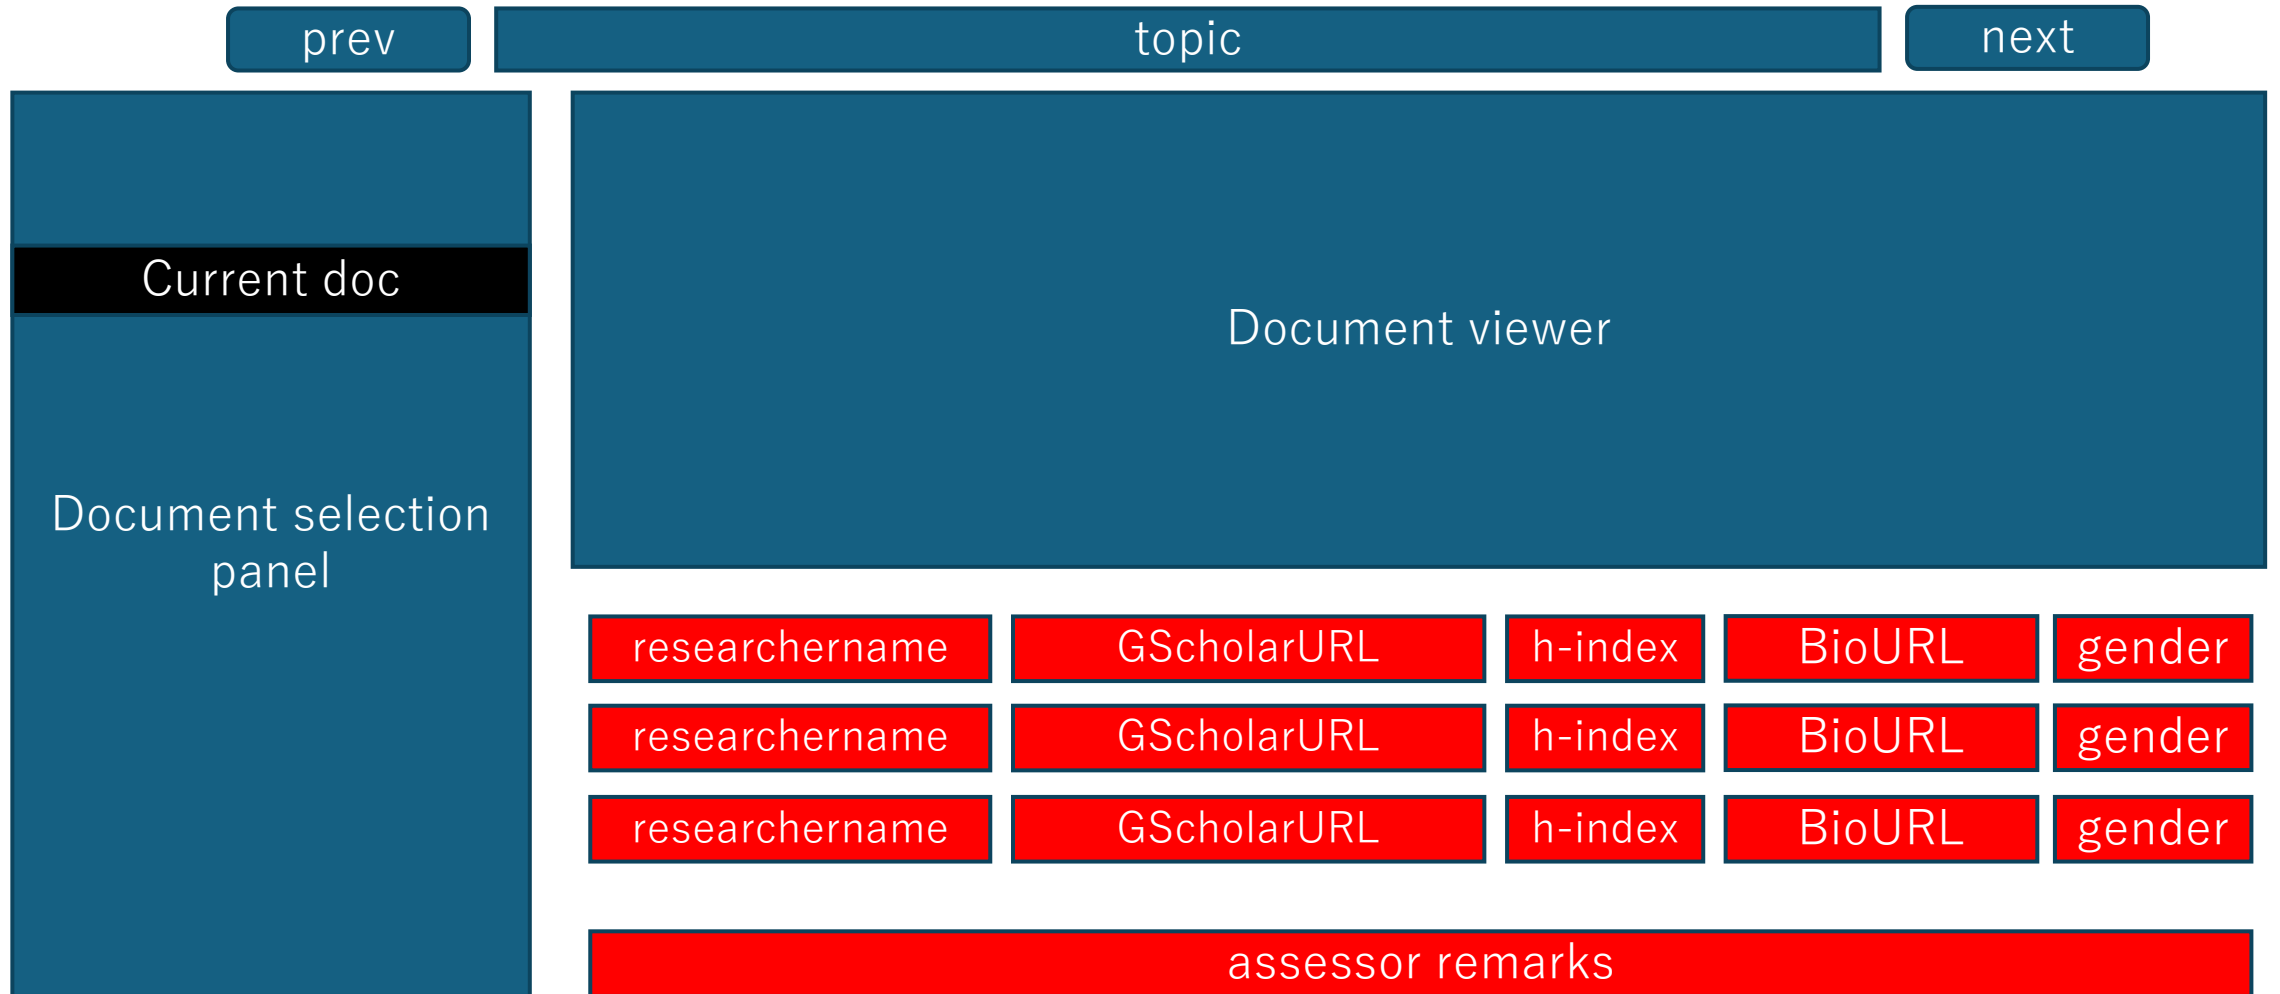 prev
topic
next
Current doc
Document selection
panel
Document viewer
researchername
GScholarURL
h-index
BioURL
gender
researchername
GScholarURL
h-index
BioURL
gender
researchername
GScholarURL
h-index
BioURL
gender
assessor remarks